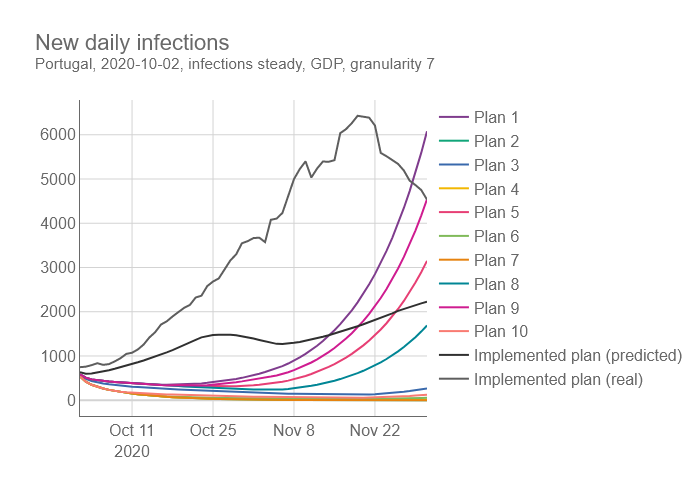 New daily infections
Portugal, 2020-10-02, infections steady, GDP, granularity 7
6000
5000
4000
3000
2000
1000
0
Oct 11
2020
Oct 25
Nov 8
Nov 22
Plan 1
Plan 2
Plan 3
Plan 4
Plan 5
Plan 6
Plan 7
Plan 8
Plan 9
Plan 10
Implemented plan (predicted)
Implemented plan (real)